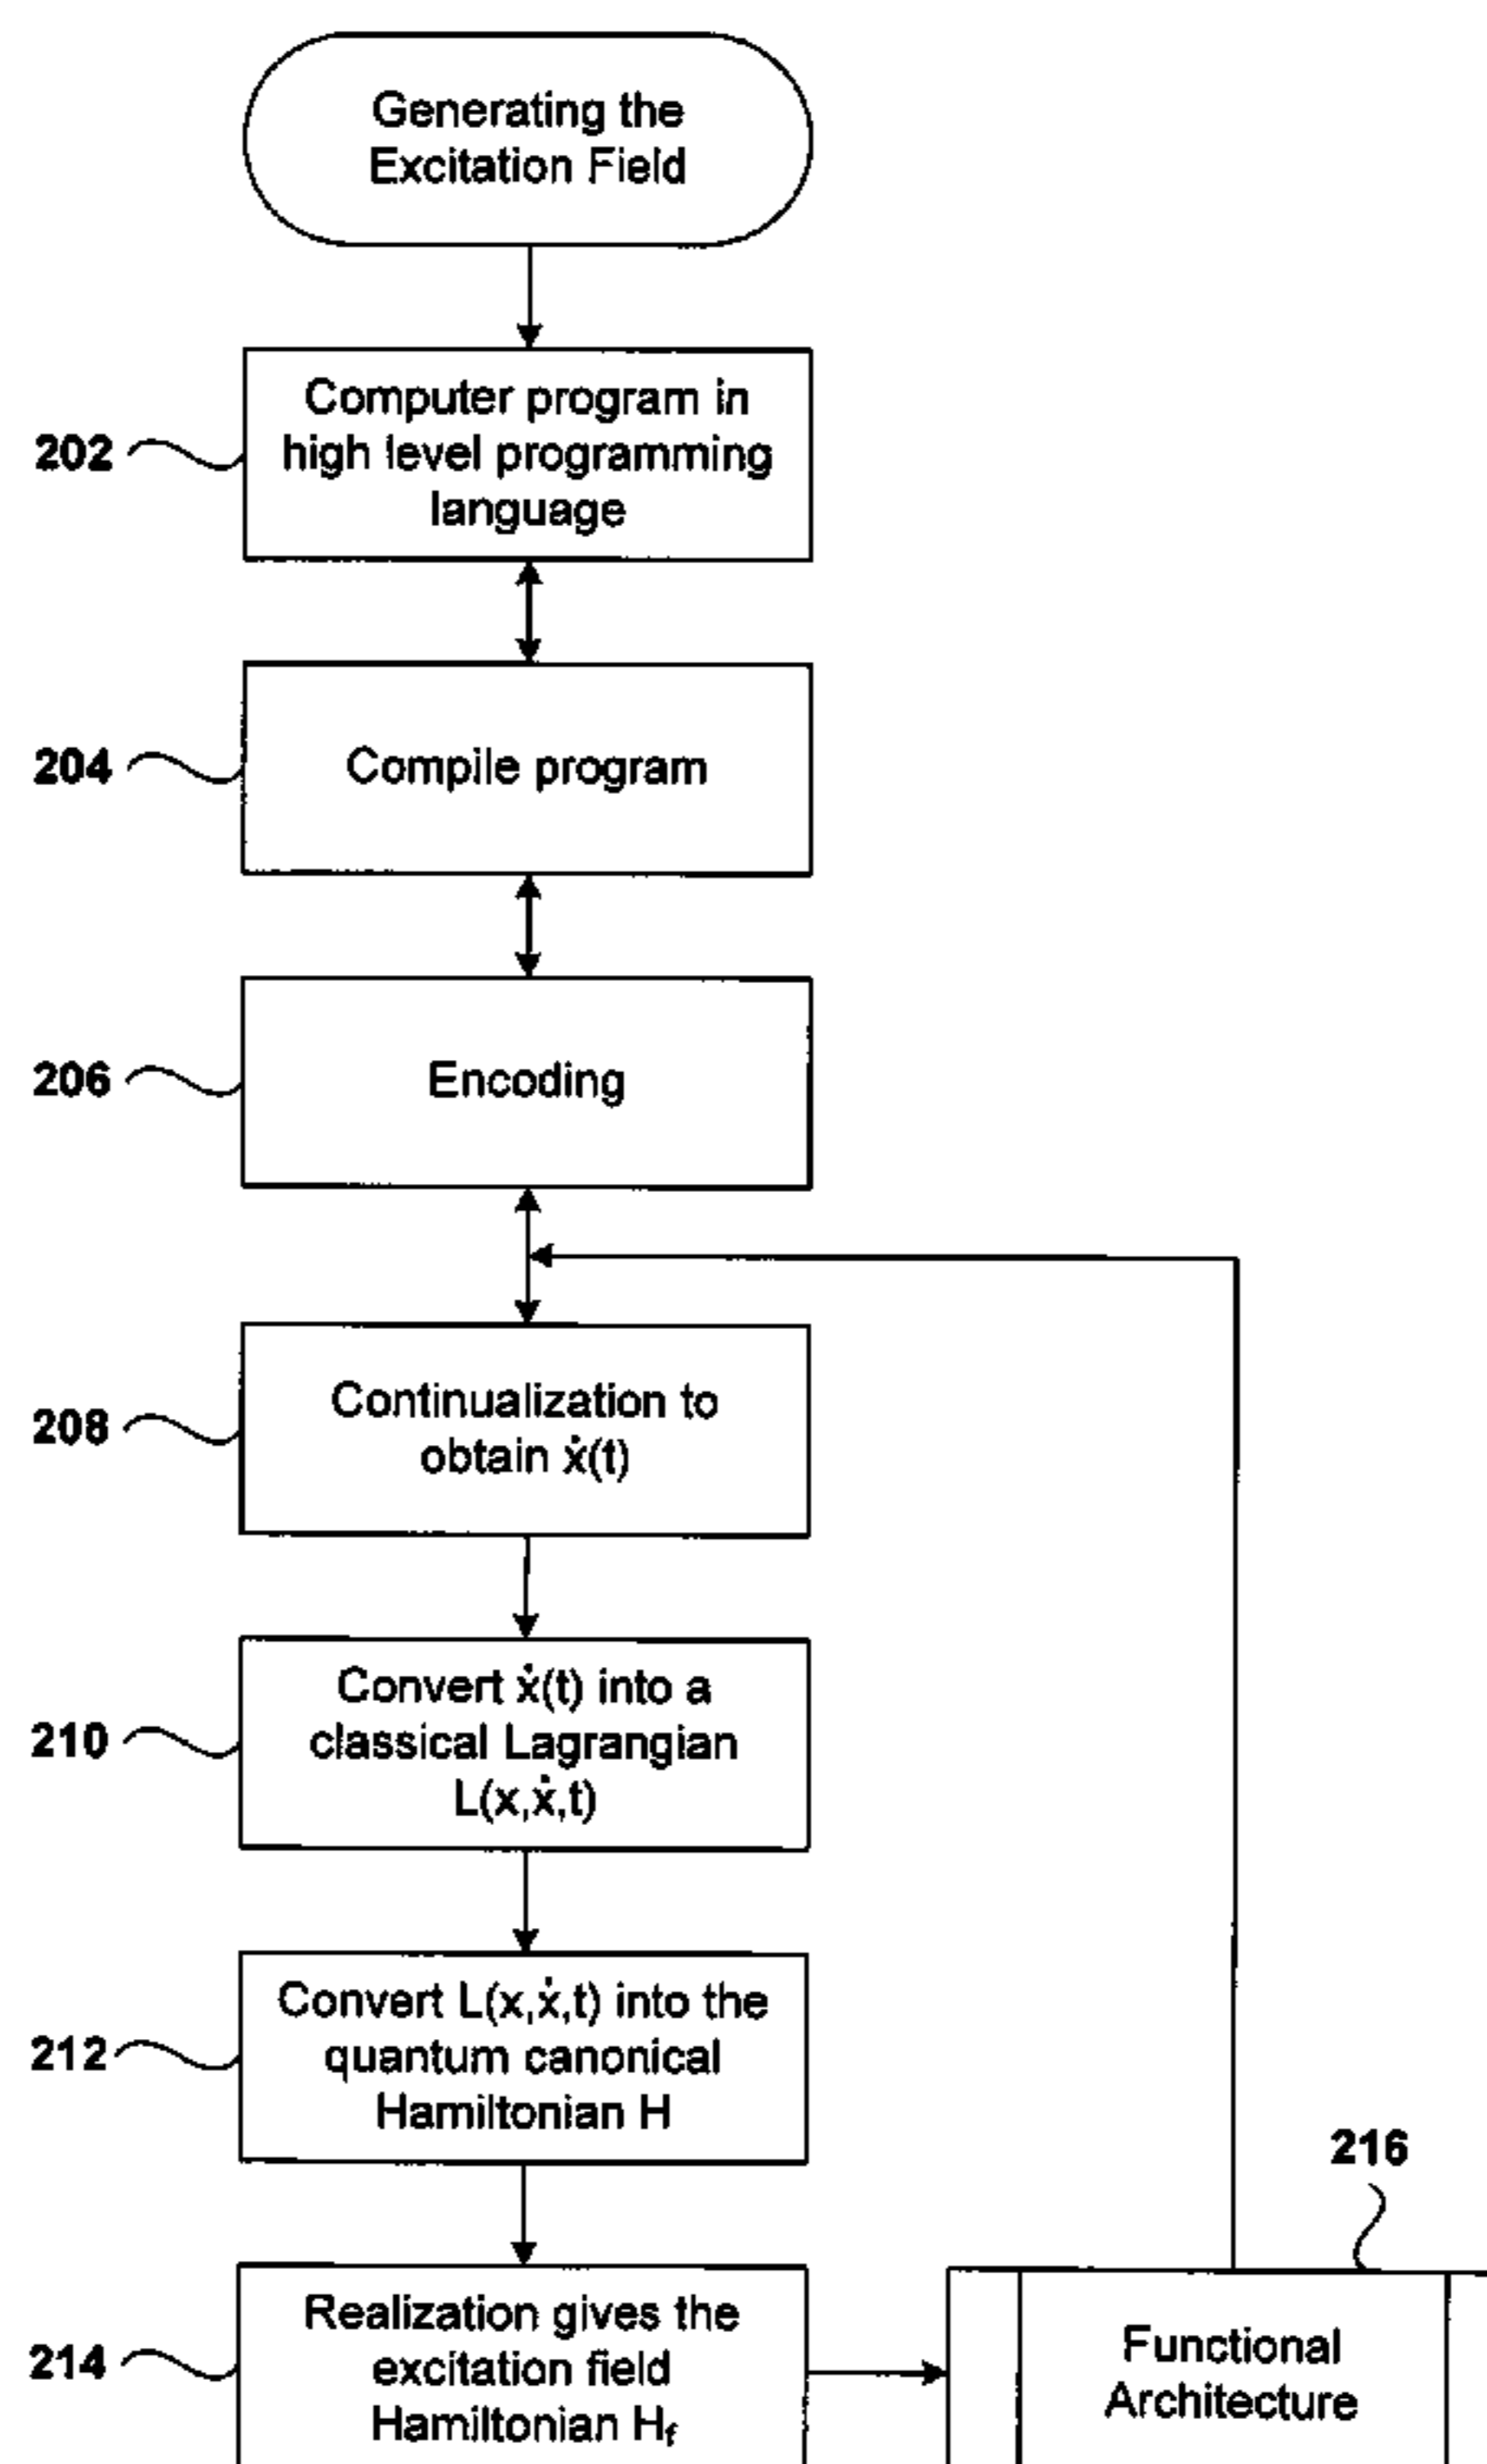 Generating the
Excitation Field
202
Computer program in
high level programming
language
204
Compile program
206
Encoding
208
Continualization to
obtain ẋ(t)
210
Convert ẋ(t) into a
classical Lagrangian
L(x,ẋ,t)
212
Convert L(x,ẋ,t) into the
quantum canonical
Hamiltonian H
214
Realization gives the
excitation field
Hamiltonian H_f
216
Functional
Architecture